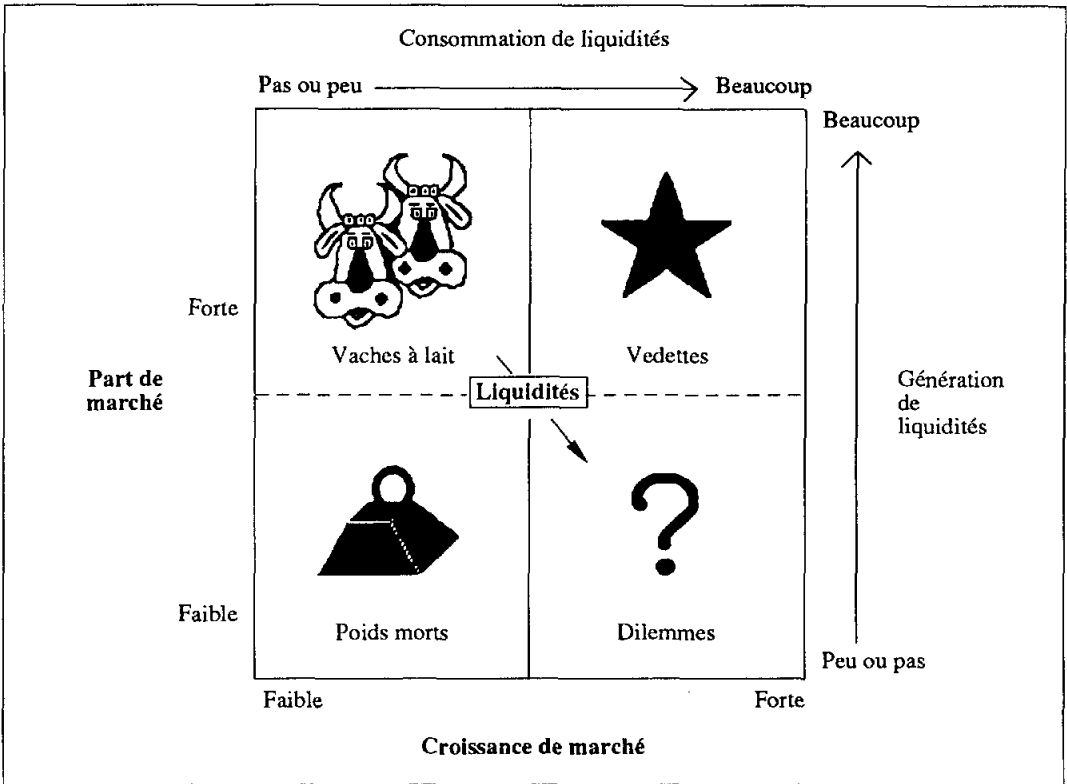 Consommation de liquidités
Pas ou peu
Beaucoup
Beaucoup
Forte
Vaches à lait
Vedettes
Part de
marché
Liquidités
Génération
de
liquidités
Faible
Poids morts
Dilemmes
Peu ou pas
Faible
Forte
Croissance de marché